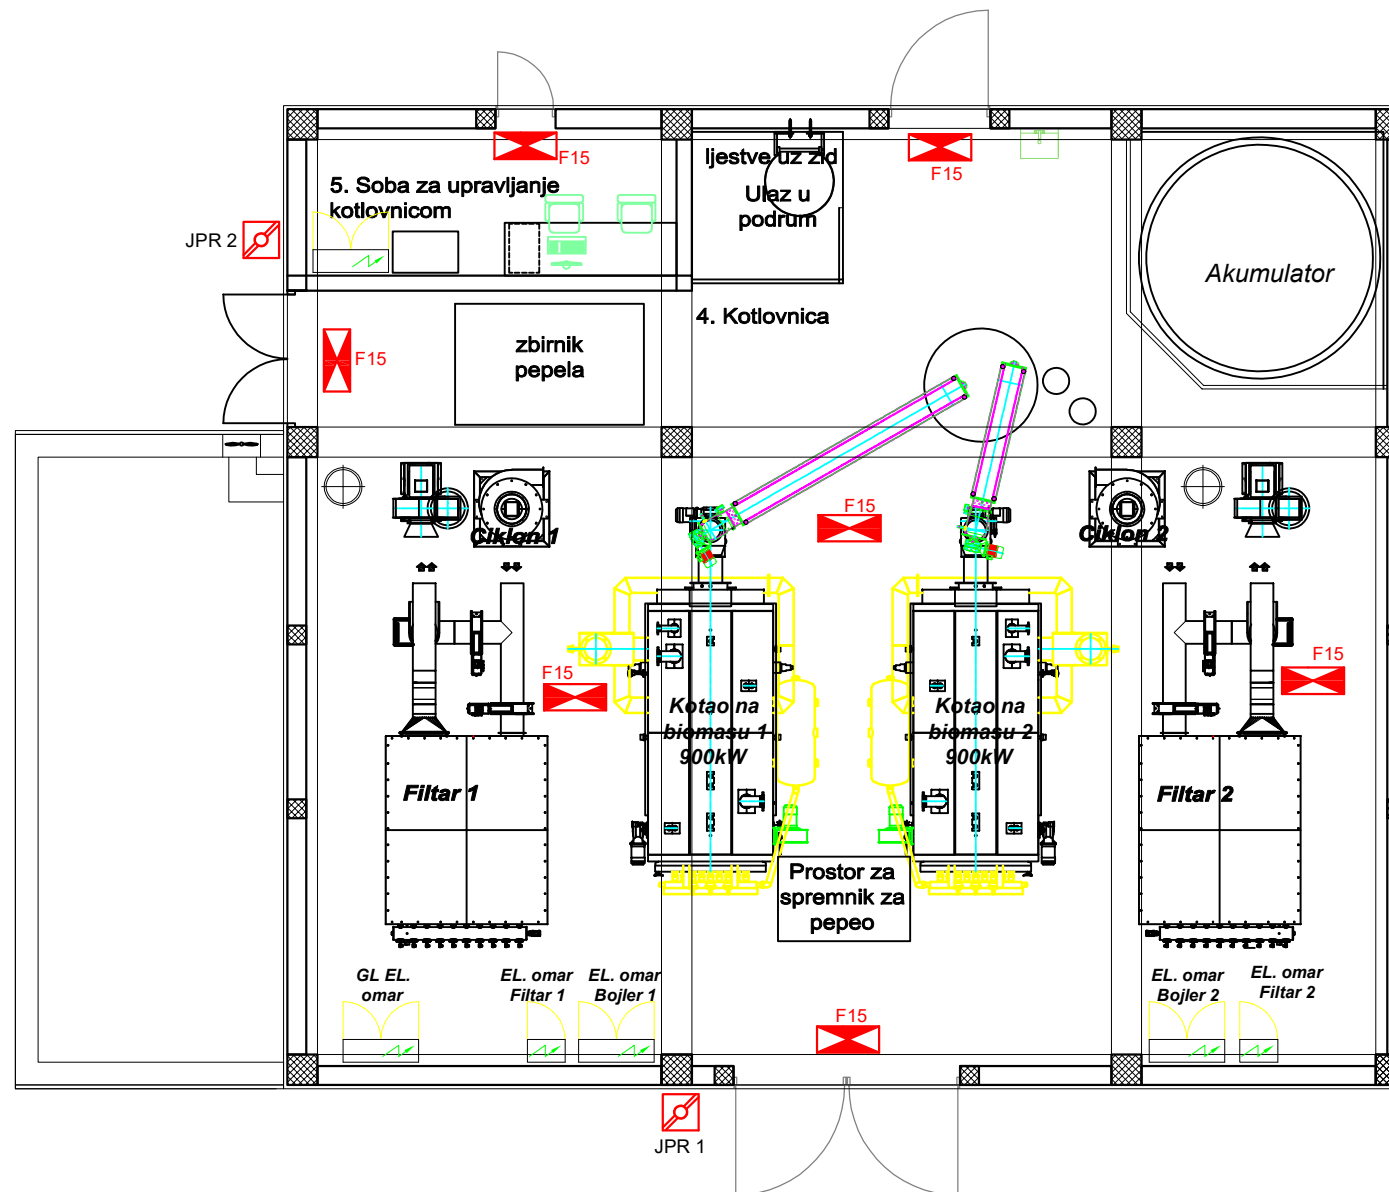 F15
ljestve uz zid
F15
5. Soba za upravljanje
kotlovnicom
Ulaz u
podrum
JPR 2
Akumulator
4. Kotlovnica
zbirnik
pepela
F15
F15
Ciklon 1
Ciklon 2
F15
F15
Kotao na
biomasu 1
900kW
Kotao na
biomasu 2
900kW
Filtar 1
Filtar 2
Prostor za
spremnik za
pepeo
GL EL.
omar
EL. omar
Filtar 1
EL. omar
Bojler 1
EL. omar
Bojler 2
EL. omar
Filtar 2
F15
JPR 1